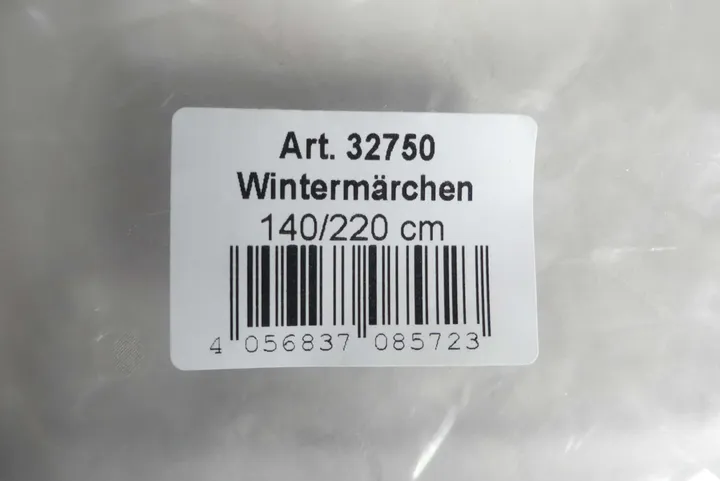 Art. 32750
Wintermärchen
140/220 cm
4 056837 085723